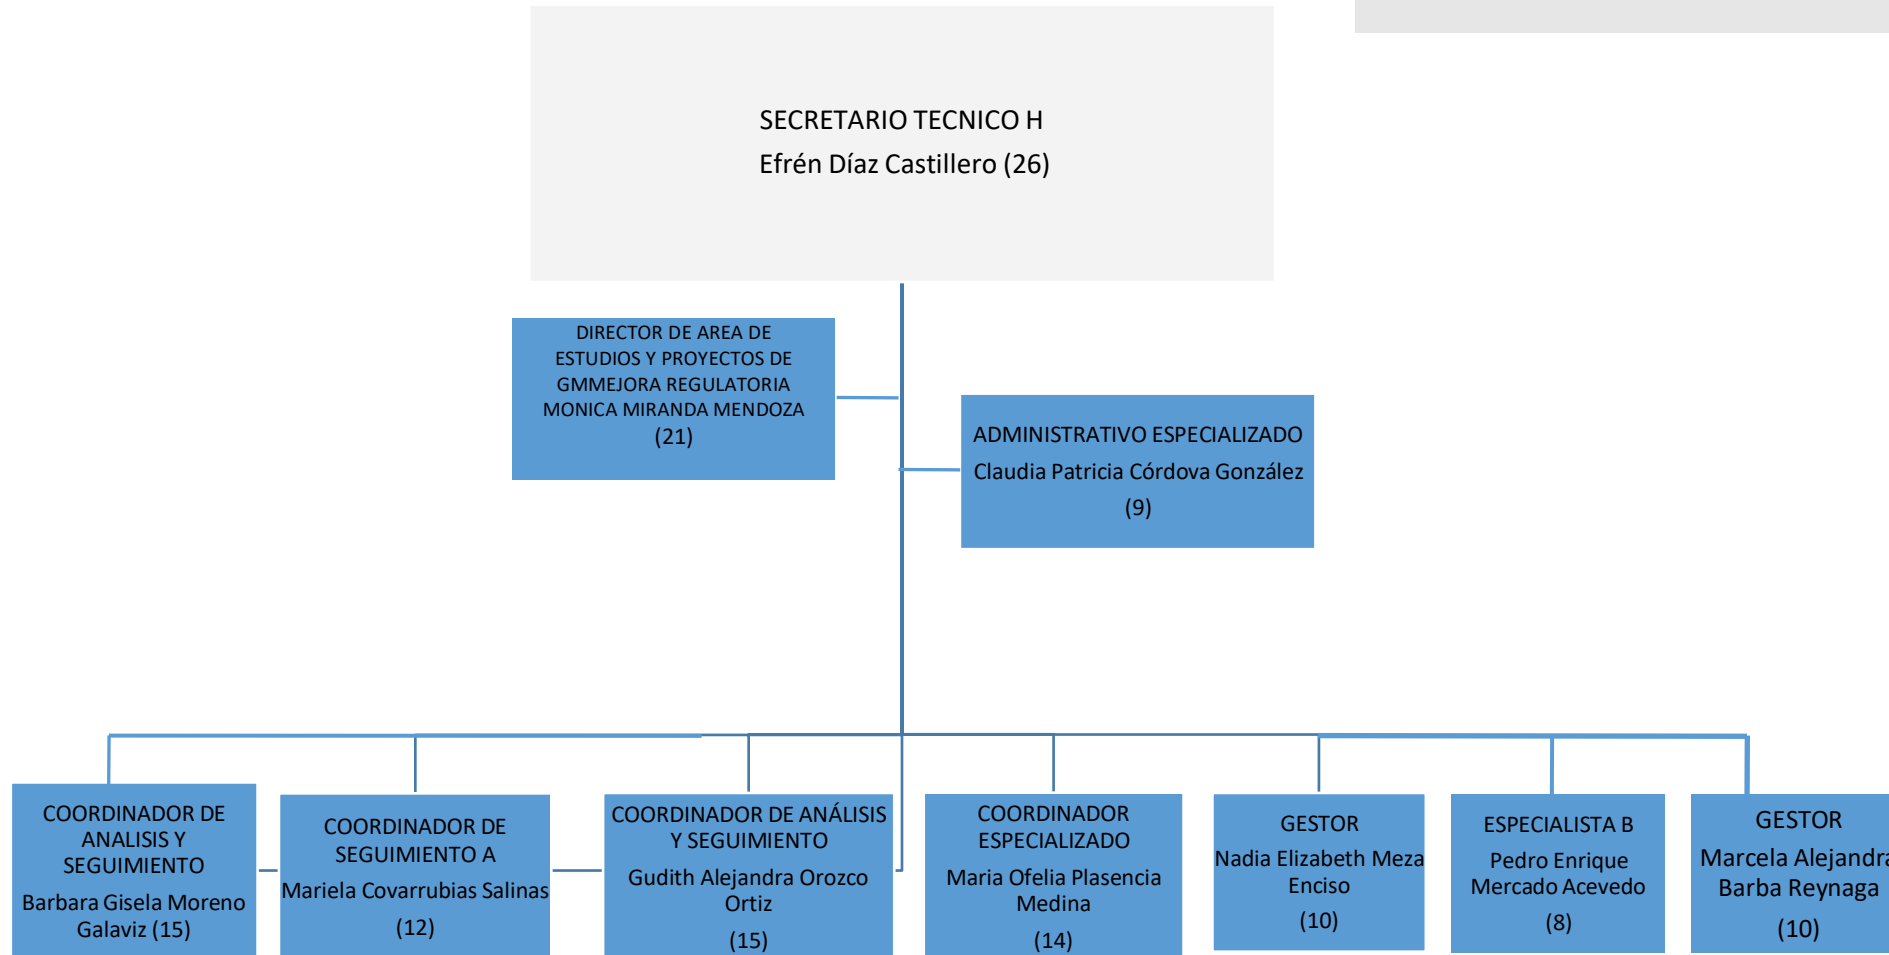 SECRETARIO TECNICO H
Efrén Díaz Castillero (26)
DIRECTOR DE AREA DE
ESTUDIOS Y PROYECTOS DE
GMMEJORA REGULATORIA
MONICA MIRANDA MENDOZA
(21)
ADMINISTRATIVO ESPECIALIZADO
Claudia Patricia Córdova González
(9)
COORDINADOR DE
ANALISIS Y
SEGUIMIENTO
Barbara Gisela Moreno
Galaviz (15)
COORDINADOR DE
SEGUIMIENTO A
Mariela Covarrubias Salinas
(12)
COORDINADOR DE ANÁLISIS
Y SEGUIMIENTO
Gudith Alejandra Orozco
Ortiz
(15)
COORDINADOR
ESPECIALIZADO
Maria Ofelia Plasencia
Medina
(14)
GESTOR
Nadia Elizabeth Meza
Enciso
(10)
ESPECIALISTA B
Pedro Enrique
Mercado Acevedo
(8)
GESTOR
Marcela Alejandra
Barba Reynaga
(10)